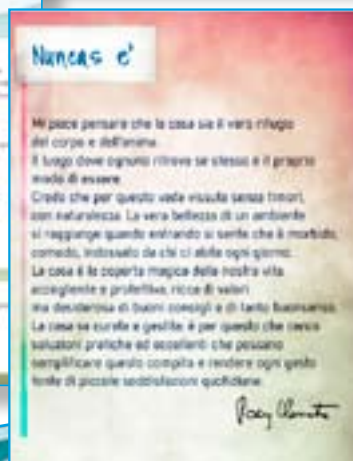 Nuncas e'
Mi piace pensare che la casa sia il vero rifugio
del corpo e dell'anima.
Il luogo dove ognuno ritrova se stesso e il proprio
modo di essere.
Credo che per questo vada vissuta senza timori,
con naturalezza. La vera bellezza di un ambiente
si raggiunge quando entrando si sente che è morbido,
comodo, indossato da chi ci abita ogni giorno.
La casa è la coperta magica della nostra vita
accogliente e protettiva, ricca di valori
ma desiderosa di buoni consigli e di tanto buonsenso.
La casa va curata e gestita: è per questo che cerco
soluzioni pratiche ed eccellenti che possano
semplificare questo compito e rendere ogni gesto
fonte di piccole soddisfazioni quotidiane.